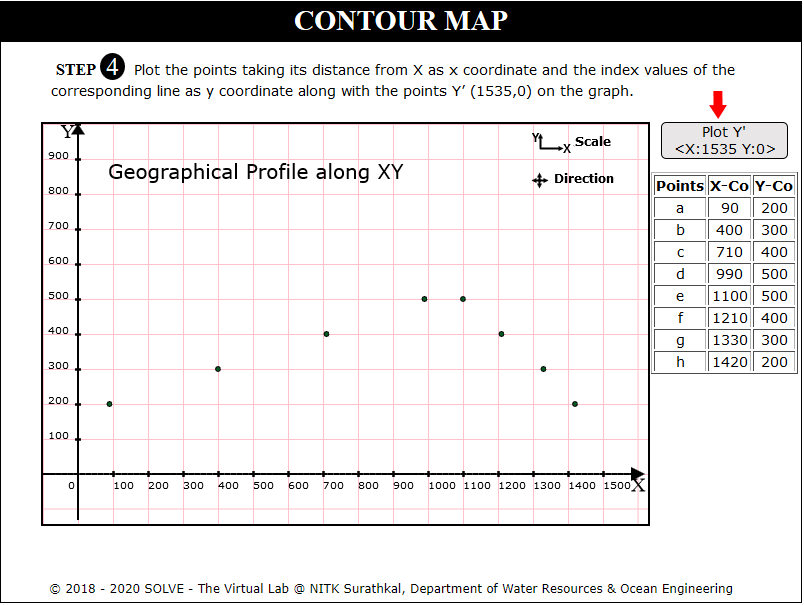 CONTOUR MAP
STEP 4 Plot the points taking its distance from X as x coordinate and the index values of the
corresponding line as y coordinate along with the points Y’ (1535,0) on the graph.
Plot Y'
<X:1535 Y:0>
Y
Y X Scale
Geographical Profile along XY
Direction
900
800
700
600
500
400
300
200
100
0 100 200 300 400 500 600 700 800 900 1000 1100 1200 1300 1400 1500 X
Points X-Co Y-Co
a 90 200
b 400 300
c 710 400
d 990 500
e 1100 500
f 1210 400
g 1330 300
h 1420 200
© 2018 - 2020 SOLVE - The Virtual Lab @ NITK Surathkal, Department of Water Resources & Ocean Engineering